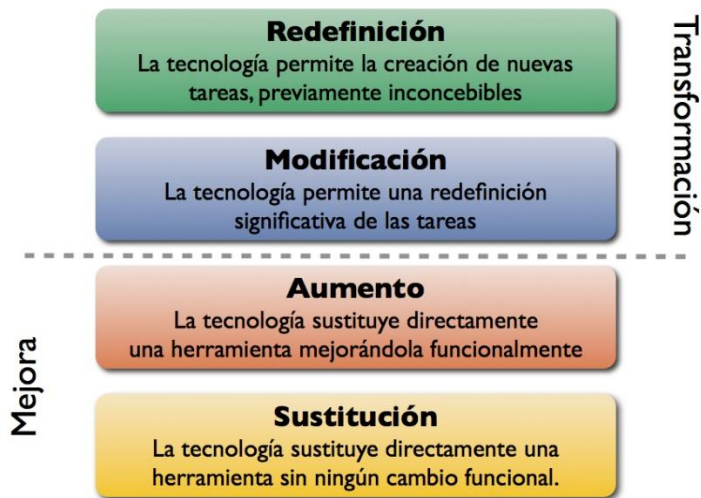 Redefinición
La tecnología permite la creación de nuevas
tareas, previamente inconcebibles
Modificación
La tecnología permite una redefinición
significativa de las tareas
Transformación
Aumento
La tecnología sustituye directamente
una herramienta mejorándola funcionalmente
Sustitución
La tecnología sustituye directamente una
herramienta sin ningún cambio funcional.
Mejora